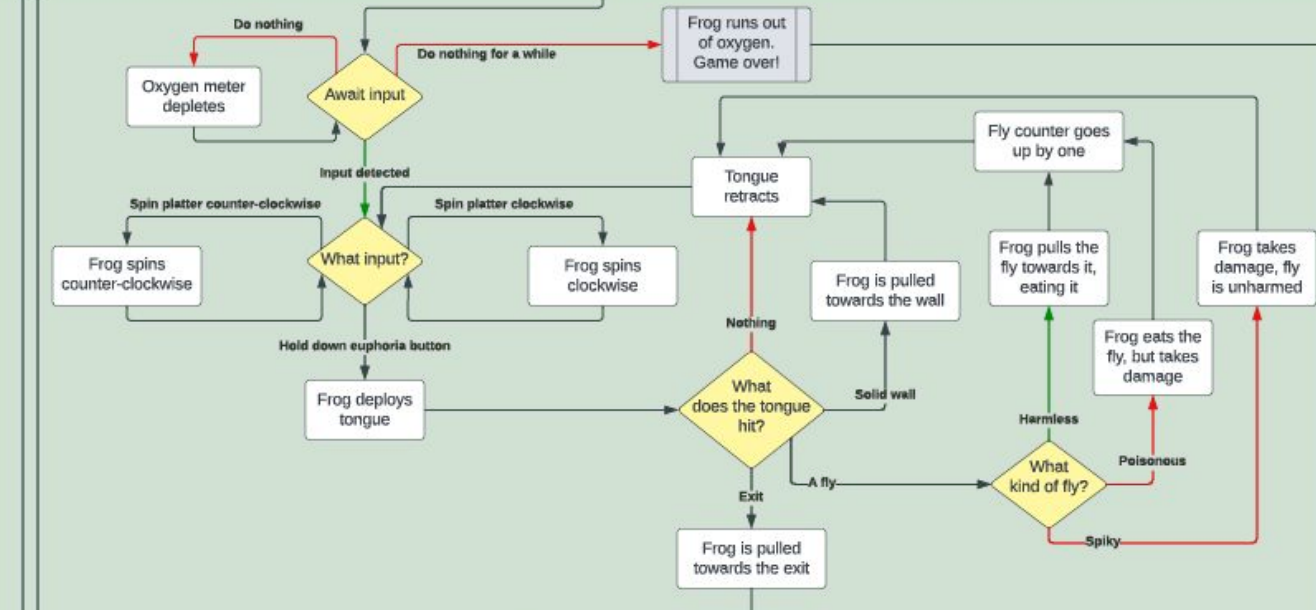 Do nothing
Do nothing for a while
Frog runs out
of oxygen.
Game over!
Oxygen meter
depletes
Await input
Fly counter goes
up by one
Input detected
Tongue
retracts
Spin platter counter-clockwise
Spin platter clockwise
Frog spins
counter-clockwise
What input?
Frog spins
clockwise
Frog is pulled
towards the wall
Frog pulls the
fly towards it,
eating it
Frog takes
damage, fly
is unharmed
Nothing
Hold down euphoria button
Frog eats the
fly, but takes
damage
Frog deploys
tongue
What
does the tongue
hit?
Solid wall
Harmless
Poisonous
What
kind of fly?
A fly
Exit
Spiky
Frog is pulled
towards the exit